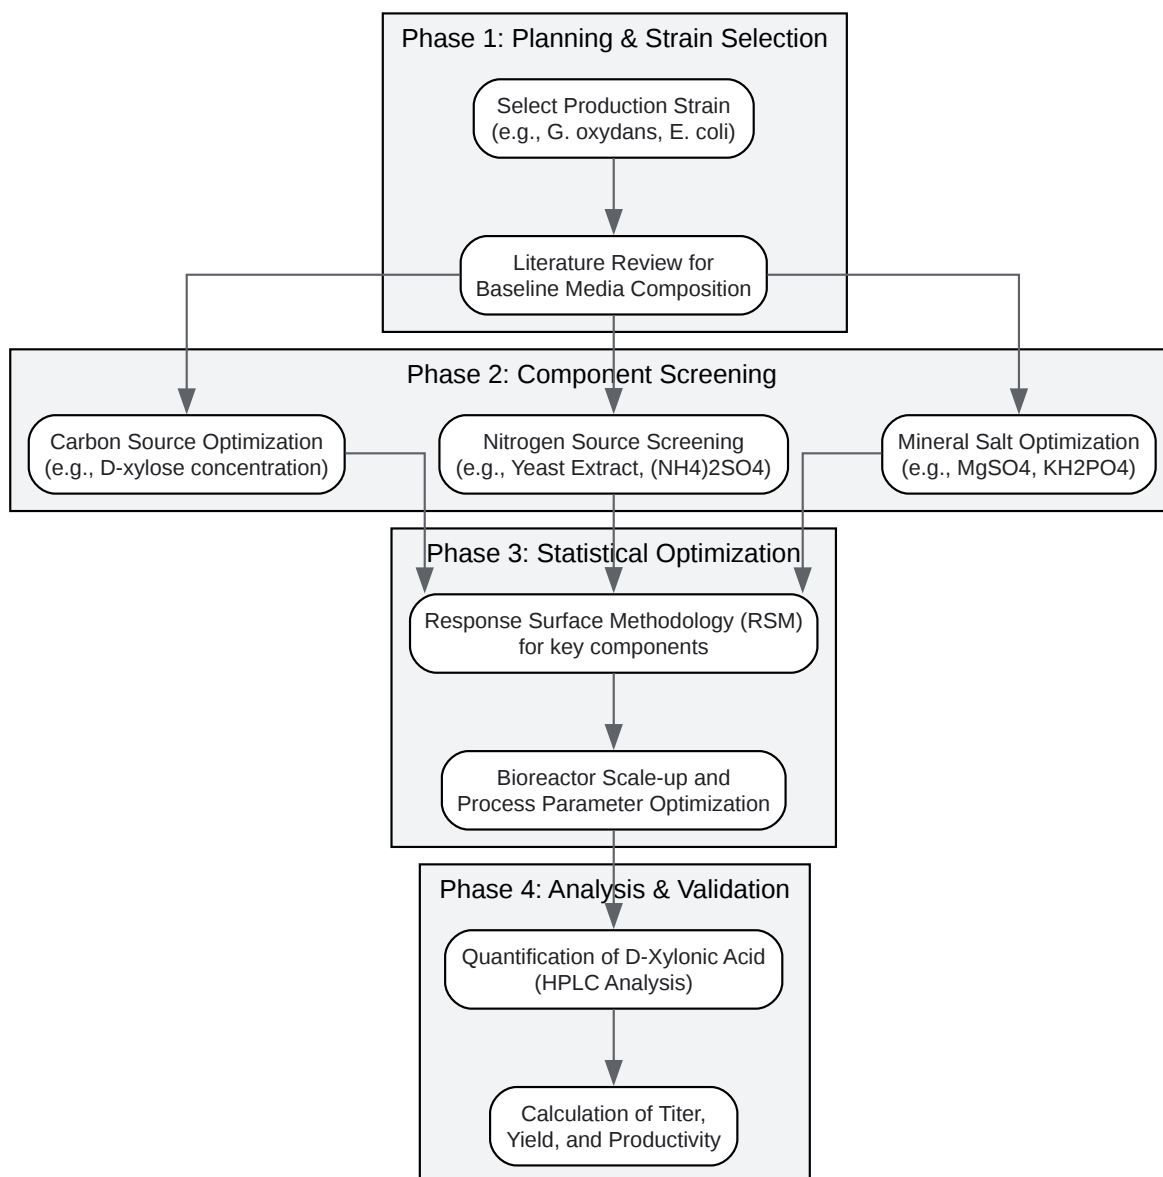 Phase 1: Planning & Strain Selection
Select Production Strain
(e.g., G. oxydans, E. coli)
Literature Review for
Baseline Media Composition
Phase 2: Component Screening
Carbon Source Optimization
(e.g., D-xylose concentration)
Nitrogen Source Screening
(e.g., Yeast Extract, (NH4)2SO4)
Mineral Salt Optimization
(e.g., MgSO4, KH2PO4)
Phase 3: Statistical Optimization
Response Surface Methodology (RSM)
for key components
Bioreactor Scale-up and
Process Parameter Optimization
Phase 4: Analysis & Validation
Quantification of D-Xylonic Acid
(HPLC Analysis)
Calculation of Titer,
Yield, and Productivity